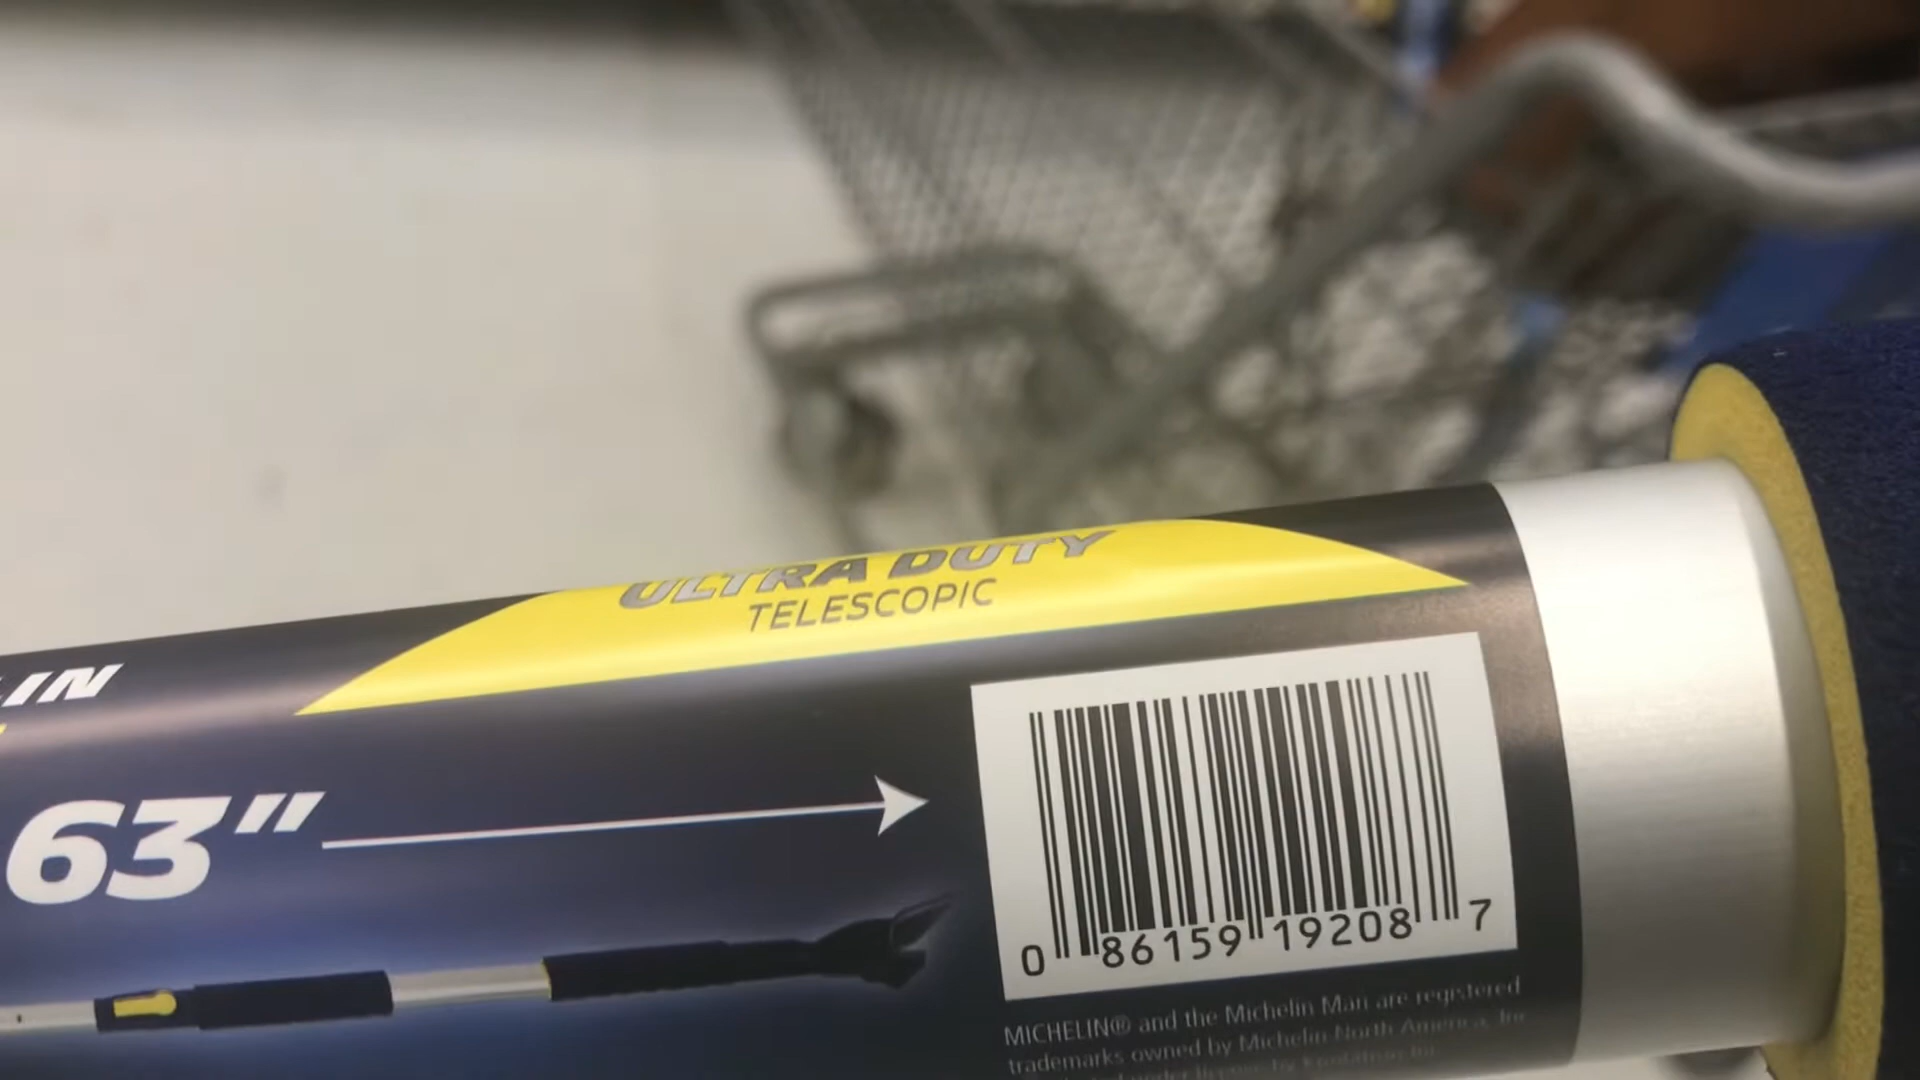 ULTRA DUTY
TELESCOPIC
LIN
63"
0 86159 19208 7
MICHELIN® and the Michelin Man are registered
trademarks owned by Michelin North America, Inc